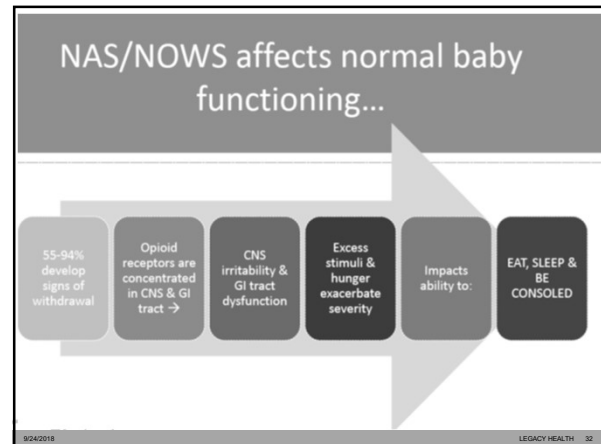 NAS/NOWS affects normal baby
functioning...
55-94%
develop
signs of
withdrawal
Opioid
receptors are
concentrated
in CNS & GI
tract →
CNS
irritability &
GI tract
dysfunction
Excess
stimuli &
hunger
exacerbate
severity
Impacts
ability to:
EAT, SLEEP &
BE
CONSOLED
9/24/2018
LEGACY HEALTH 32